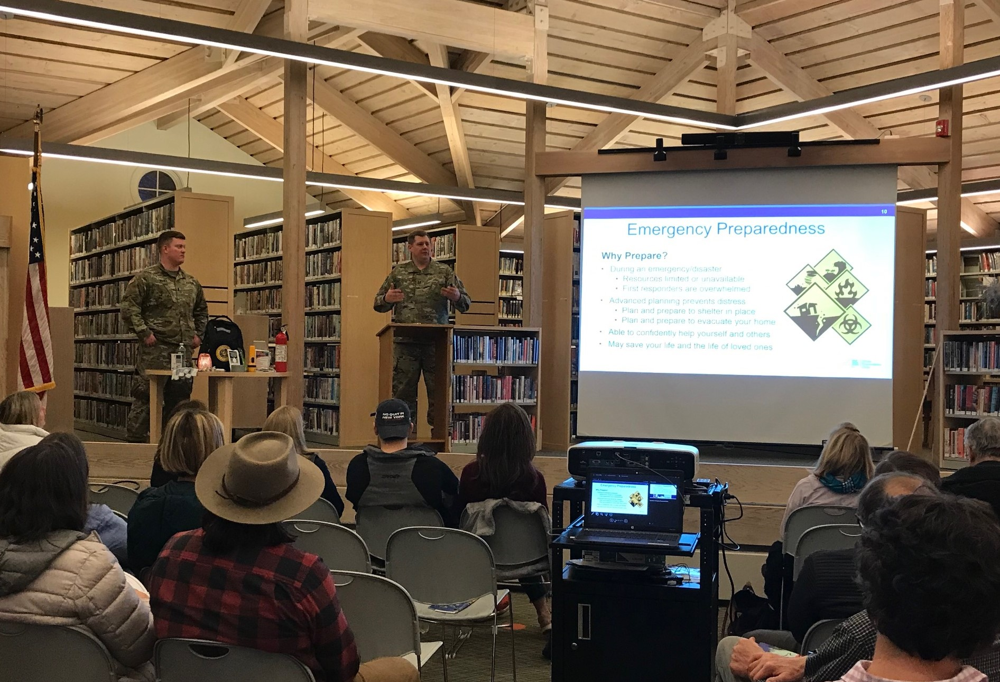 10
Emergency Preparedness
Why Prepare?
• During an emergency/disaster
• Resources limited or unavailable
• First responders are overwhelmed
• Advanced planning prevents distress
• Plan and prepare to shelter in place
• Plan and prepare to evacuate your home
• Able to confidently help yourself and others
• May save your life and the life of loved ones
NO QUIT IN
NEW YORK
Emergency Preparedness
Why Prepare?